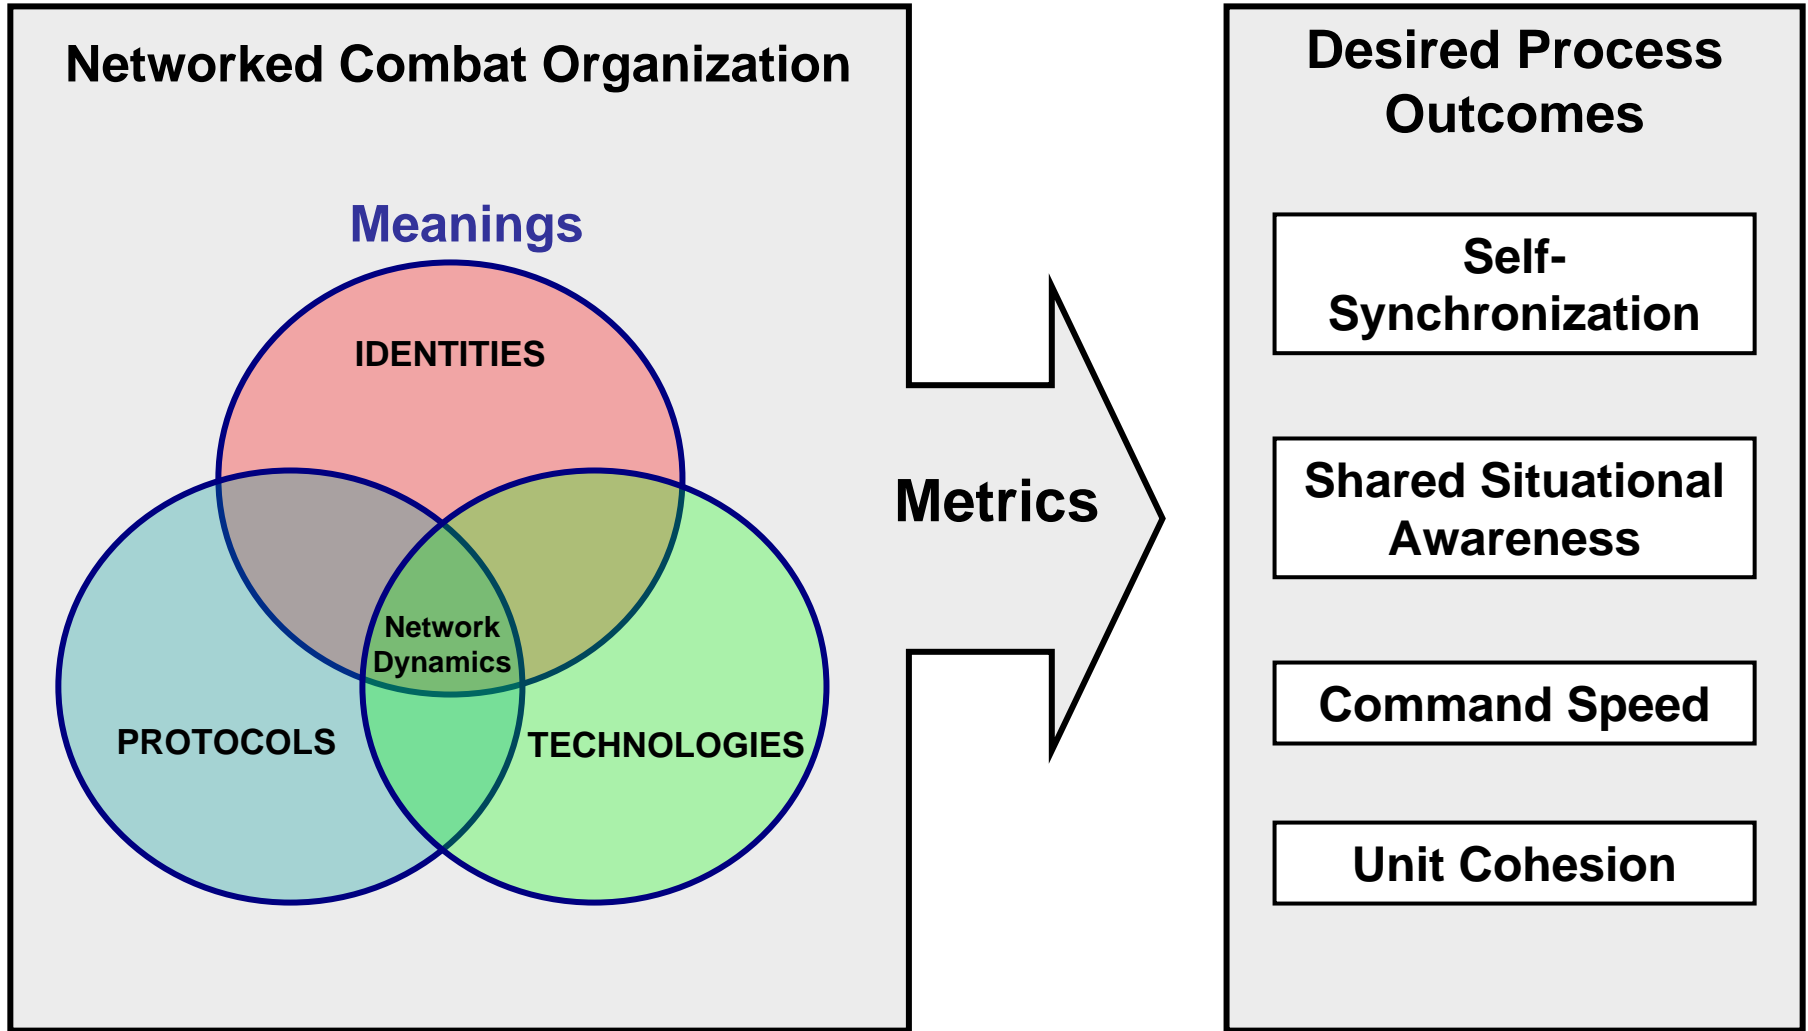 Networked Combat Organization
Meanings
IDENTITIES
Network
Dynamics
PROTOCOLS
TECHNOLOGIES
Metrics
Desired Process
Outcomes
Self-
Synchronization
Shared Situational
Awareness
Command Speed
Unit Cohesion